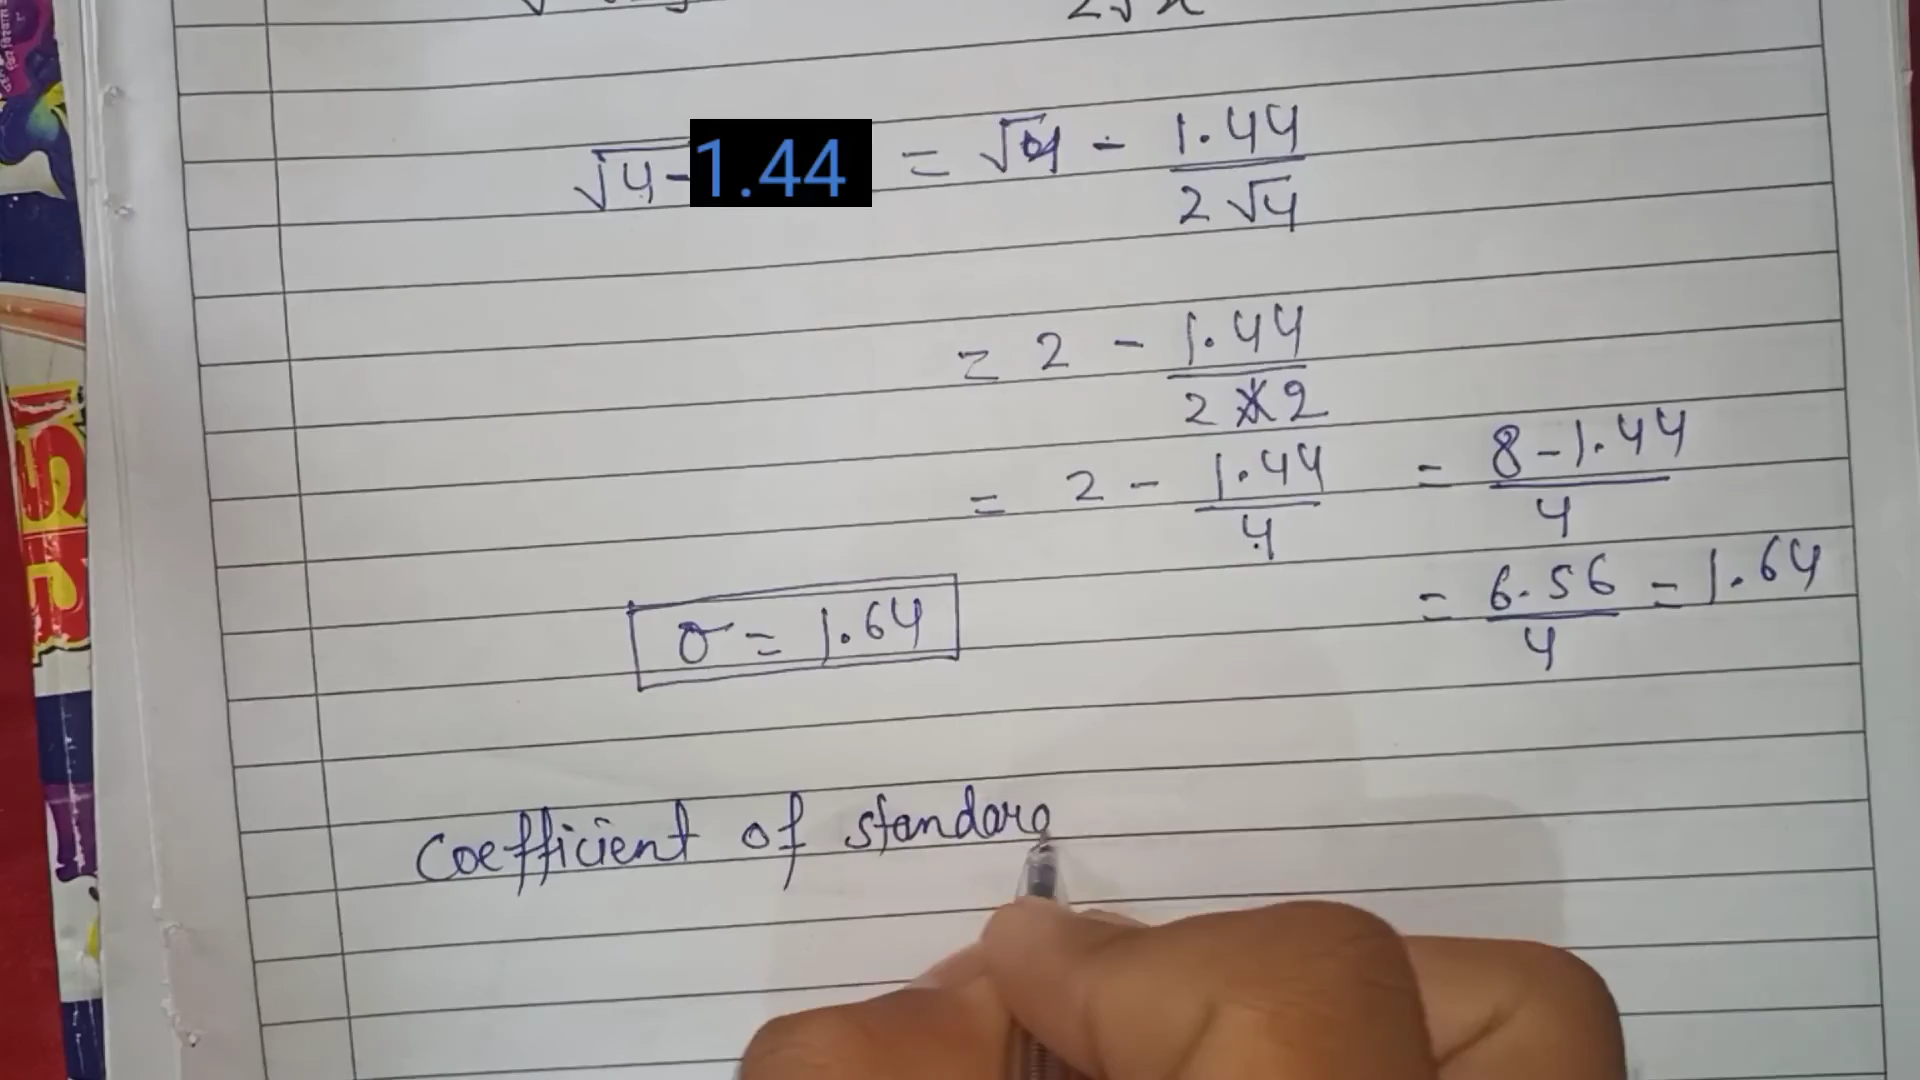 2√x
√4-1.44 = √4 - 1.44/2√4
= 2 - 1.44/2×2
= 2 - 1.44/4 = 8-1.44/4
= 6.56/4 = 1.64
σ = 1.64
Coefficient of standard